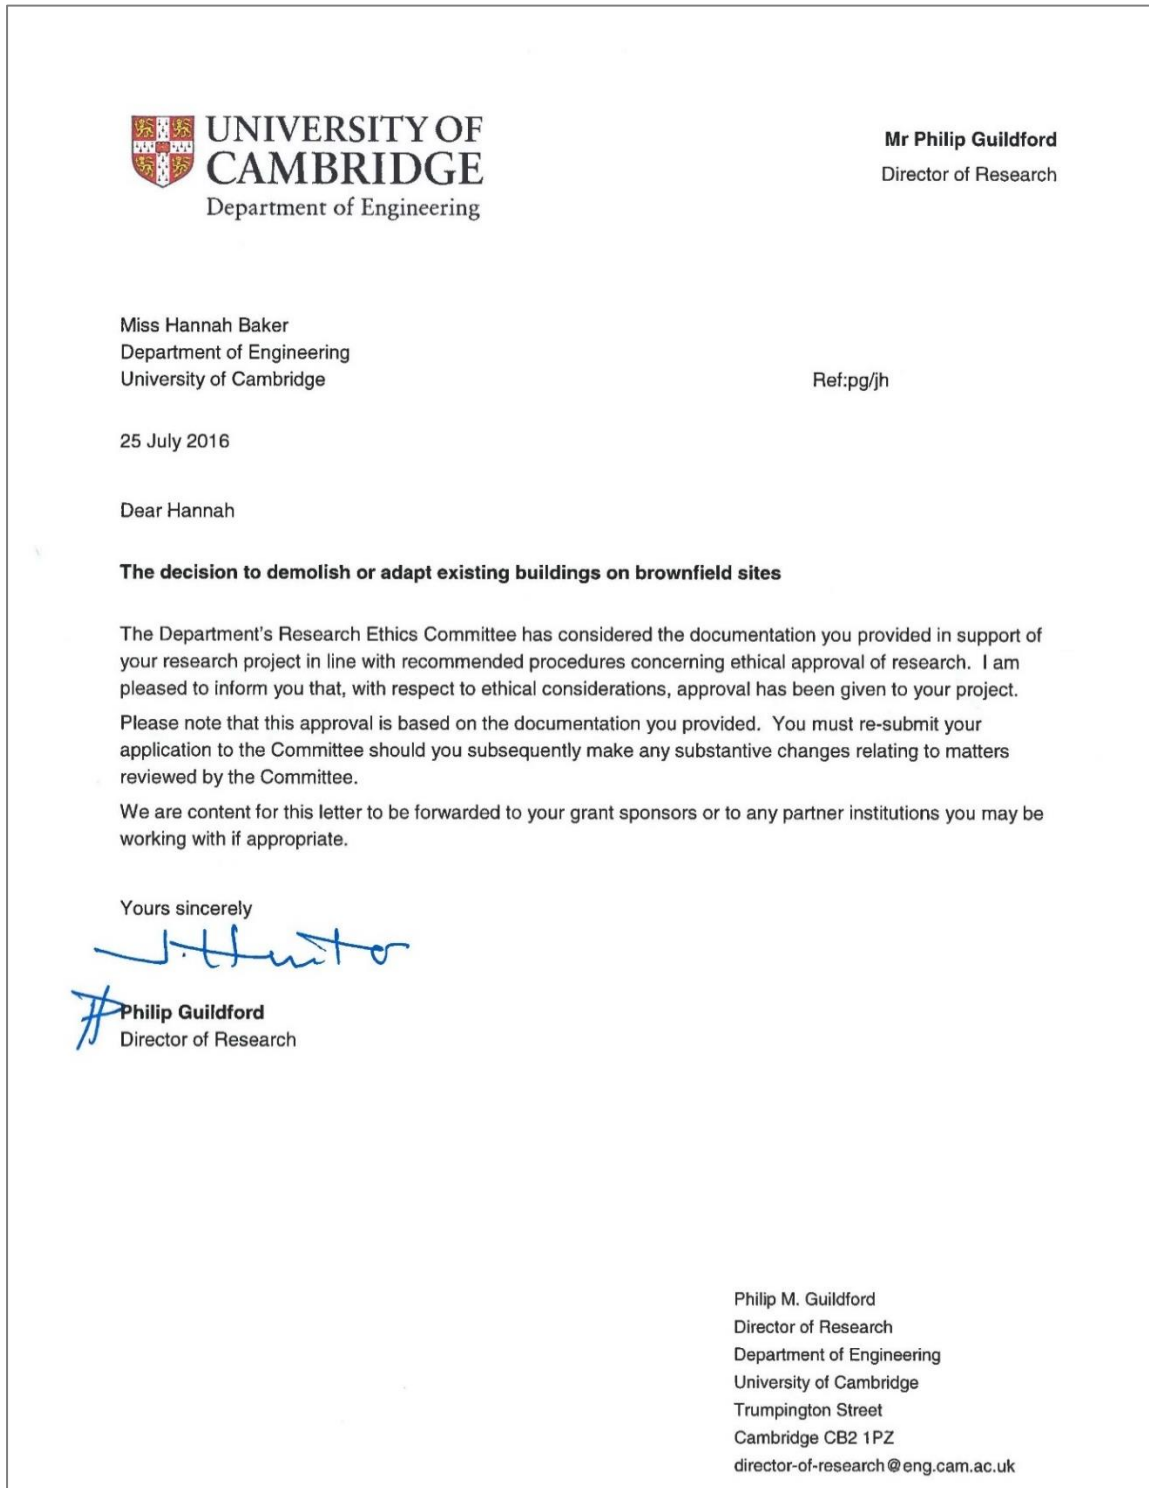 UNIVERSITY OF
CAMBRIDGE
Department of Engineering
Mr Philip Guildford
Director of Research
Miss Hannah Baker
Department of Engineering
University of Cambridge
Ref:pg/jh
25 July 2016
Dear Hannah
The decision to demolish or adapt existing buildings on brownfield sites
The Department's Research Ethics Committee has considered the documentation you provided in support of
your research project in line with recommended procedures concerning ethical approval of research.  I am
pleased to inform you that, with respect to ethical considerations, approval has been given to your project.
Please note that this approval is based on the documentation you provided.  You must re-submit your
application to the Committee should you subsequently make any substantive changes relating to matters
reviewed by the Committee.
We are content for this letter to be forwarded to your grant sponsors or to any partner institutions you may be
working with if appropriate.
Yours sincerely
Philip Guildford
Director of Research
Philip M. Guildford
Director of Research
Department of Engineering
University of Cambridge
Trumpington Street
Cambridge CB2 1PZ
director-of-research@eng.cam.ac.uk